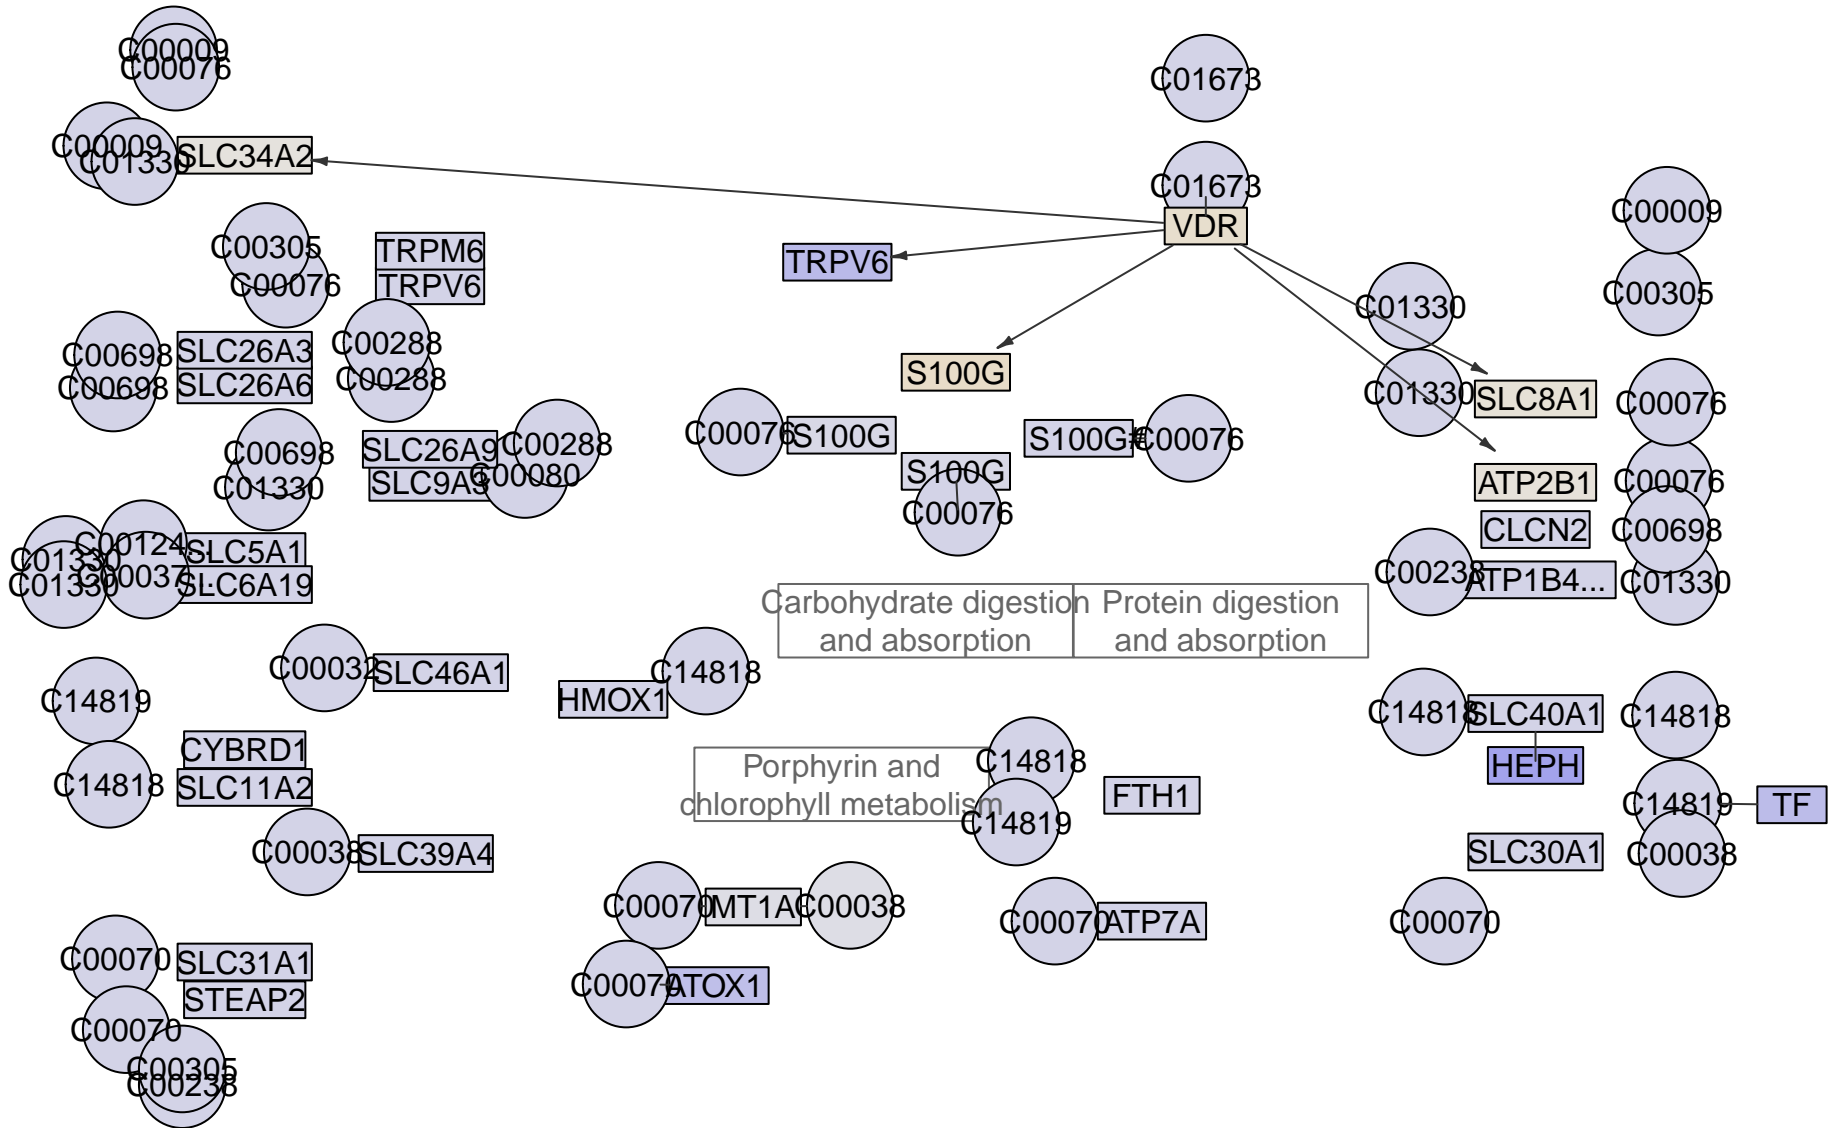 C00009
C00076
C01673
C00009
C01330
SLC34A2
C01673
VDR
C00009
C00305
C00076
TRPM6
TRPV6
TRPV6
C01330
C00305
C00698
C00698
SLC26A3
SLC26A6
C00288
C00288
S100G
C01330
SLC8A1
C00076
C00698
C01330
SLC26A9
SLC9A3
C00288
C00080
C00076
S100G
S100G
C00076
S100G#
C00076
ATP2B1
C00076
CLCN2
C00698
C01330
C01330
C00124...
C00037...
SLC5A1
SLC6A19
C00238
ATP1B4...
C01330
Carbohydrate digestion
and absorption
Protein digestion
and absorption
C00032
SLC46A1
HMOX1
C14818
C14819
CYBRD1
C14818
SLC11A2
Porphyrin and
chlorophyll metabolism
C14818
C14819
FTH1
C14818
SLC40A1
C14818
HEPH
C14819
TF
C00038
SLC39A4
SLC30A1
C00038
C00070
MT1A
C00038
C00070
ATP7A
C00070
C00070
SLC31A1
STEAP2
C00070
ATOX1
C00070
C00305
C00238